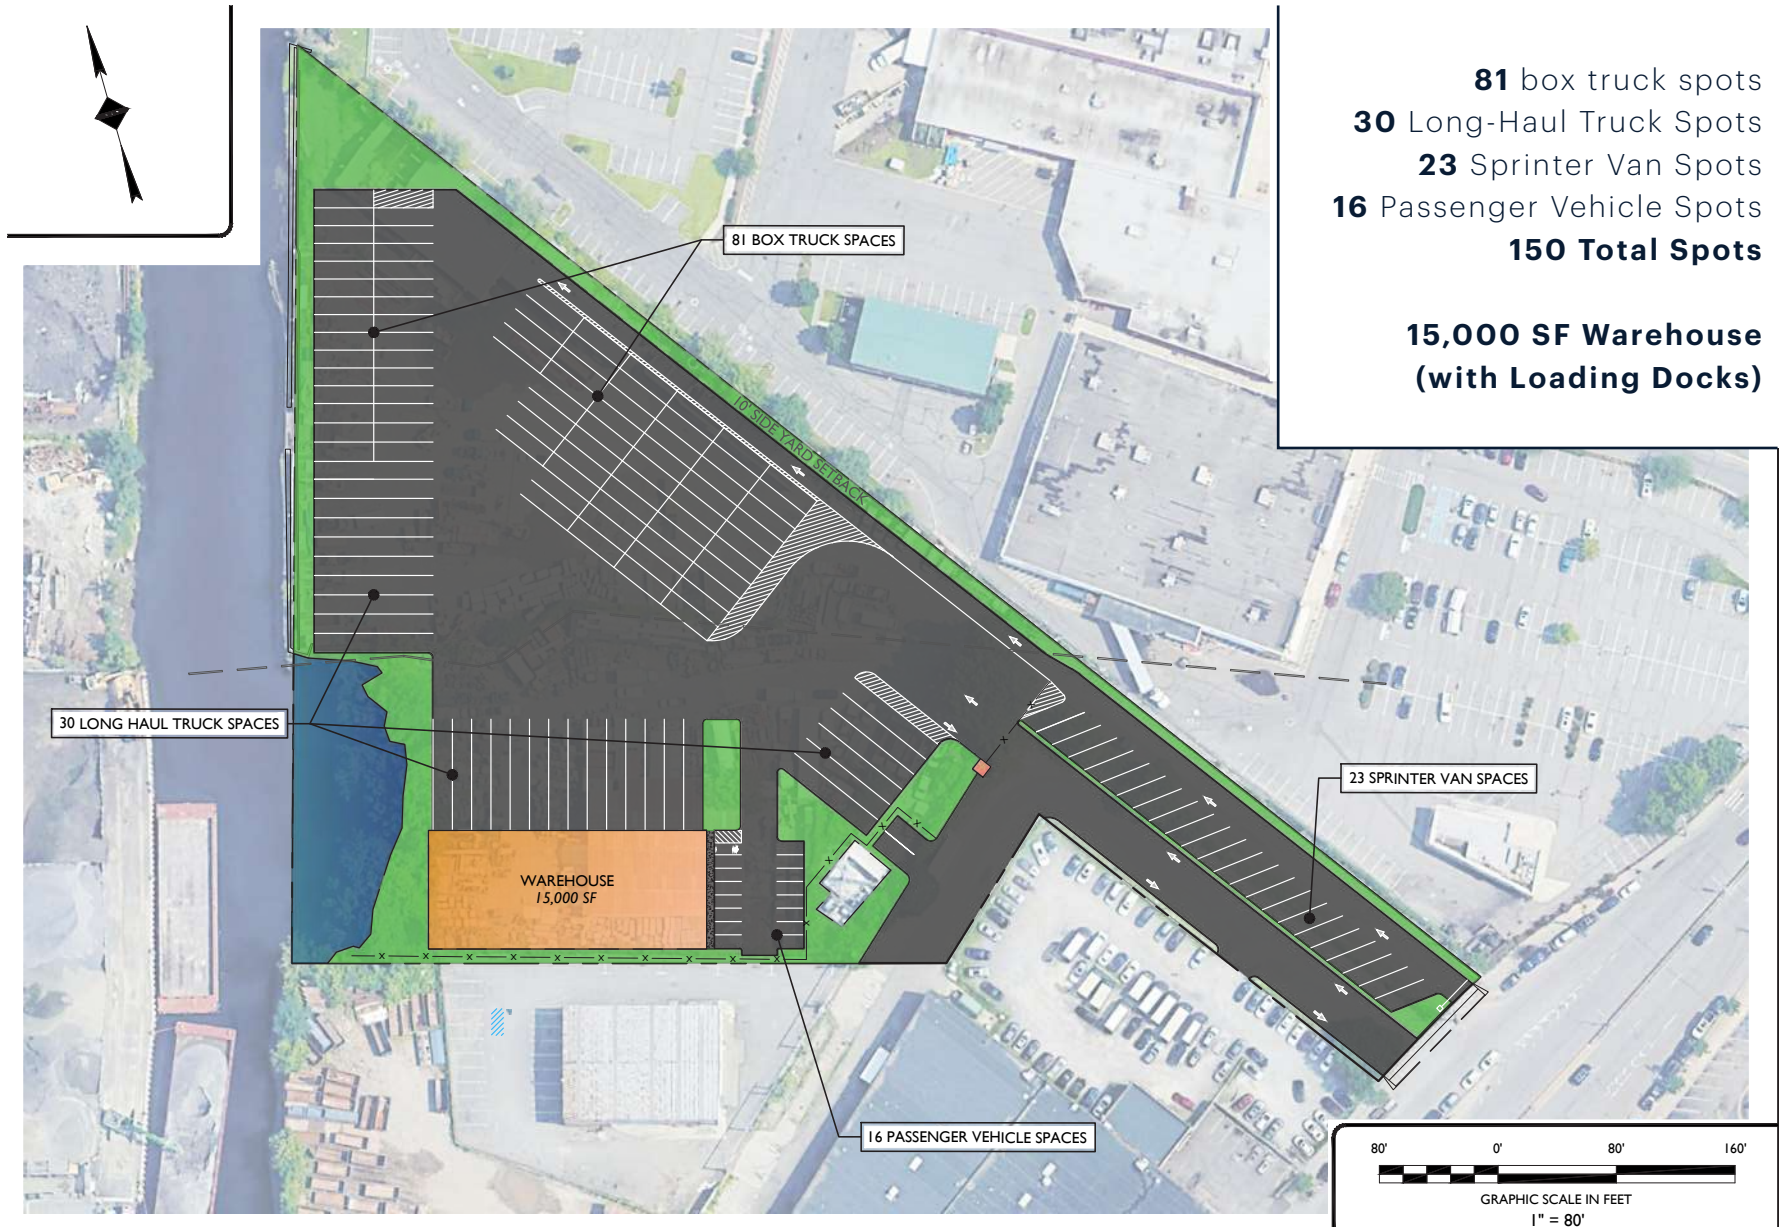 81 box truck spots
30 Long-Haul Truck Spots
23 Sprinter Van Spots
16 Passenger Vehicle Spots
150 Total Spots
15,000 SF Warehouse
(with Loading Docks)
81 BOX TRUCK SPACES
10' SIDE YARD SETBACK
30 LONG HAUL TRUCK SPACES
23 SPRINTER VAN SPACES
WAREHOUSE
15,000 SF
16 PASSENGER VEHICLE SPACES
80' 0' 80' 160'
GRAPHIC SCALE IN FEET
1" = 80'